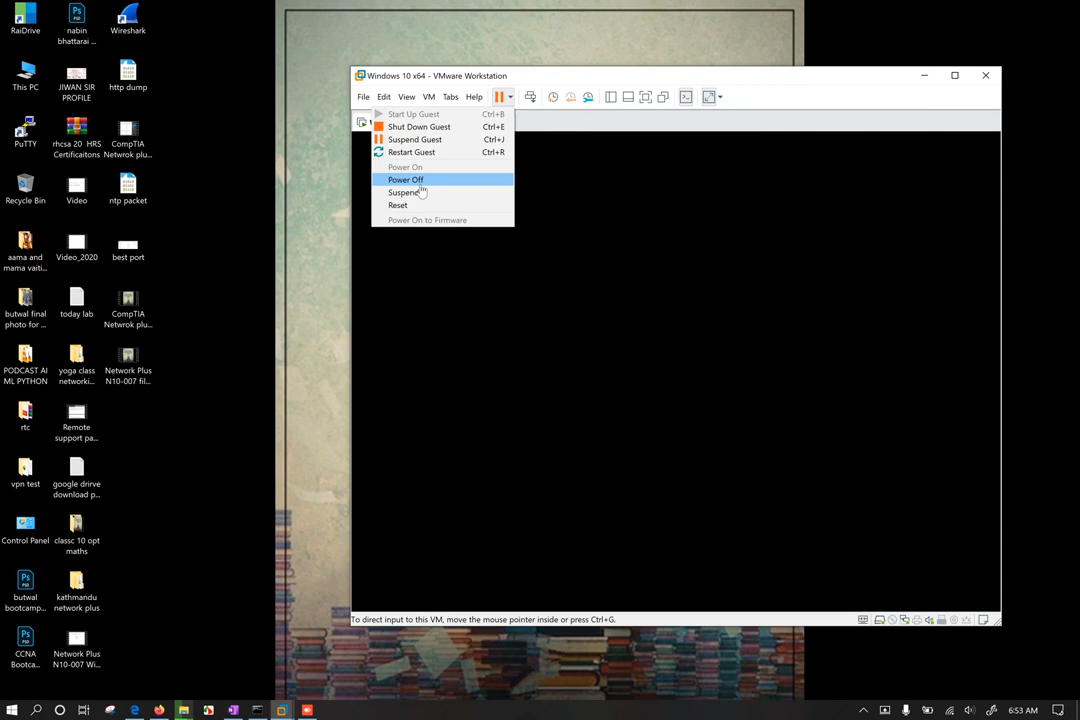 RaiDrive
nabin
bhattarai ...
Wireshark
This PC
JIWAN SIR
PROFILE
http dump
PuTTY
rhcsa 20 HRS
Certificaitons
CompTIA
Netwrok plu...
Recycle Bin
Video
ntp packet
aama and
mama vaiti...
Video_2020
best port
butwal final
photo for ...
today lab
CompTIA
Netwrok plu...
PODCAST AI
ML PYTHON
yoga class
networki...
Network Plus
N10-007 fil...
rtc
Remote
support pa...
vpn test
google drirve
download p...
Control Panel
classc 10 opt
maths
butwal
bootcamp...
kathmandu
network plus
CCNA
Bootca...
Network Plus
N10-007 Wi...
Windows 10 x64 - VMware Workstation
File Edit View VM Tabs Help
Start Up Guest Ctrl+B
Shut Down Guest Ctrl+E
Suspend Guest Ctrl+J
Restart Guest Ctrl+R
Power On
Power Off
Suspend
Reset
Power On to Firmware
To direct input to this VM, move the mouse pointer inside or press Ctrl+G.
6:53 AM